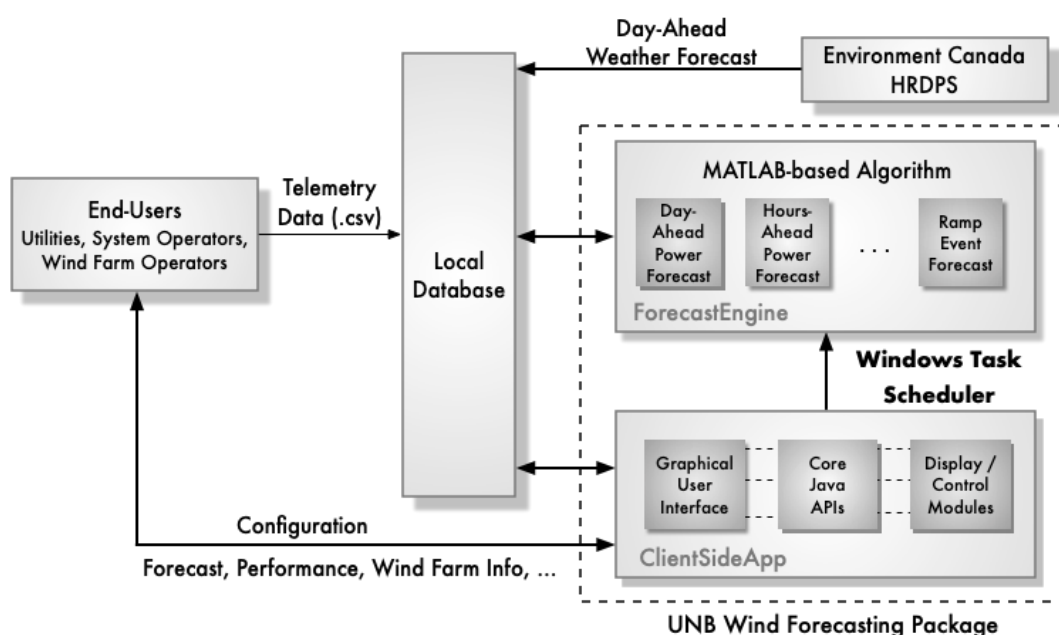 Day-Ahead
Weather Forecast
Environment Canada
HRDPS
MATLAB-based Algorithm
Day-
Ahead
Power
Forecast
Hours-
Ahead
Power
Forecast
. . .
Ramp
Event
Forecast
ForecastEngine
Telemetry
Data (.csv)
End-Users
Utilities, System Operators,
Wind Farm Operators
Local
Database
Windows Task
Scheduler
Graphical
User
Interface
Core
Java
APIs
Display /
Control
Modules
ClientSideApp
Configuration
Forecast, Performance, Wind Farm Info, ...
UNB Wind Forecasting Package